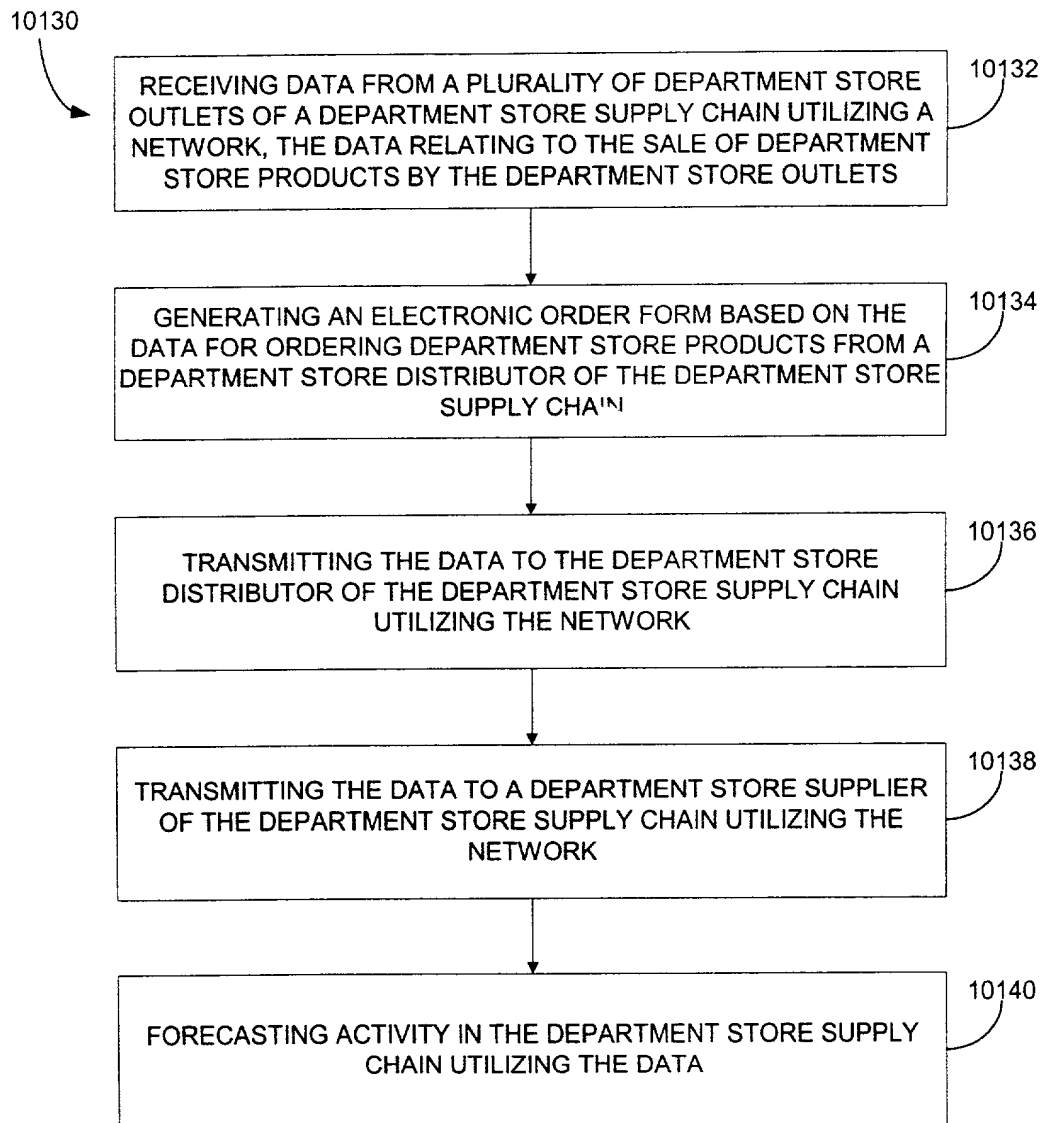 10130
RECEIVING DATA FROM A PLURALITY OF DEPARTMENT STORE
OUTLETS OF A DEPARTMENT STORE SUPPLY CHAIN UTILIZING A
NETWORK, THE DATA RELATING TO THE SALE OF DEPARTMENT
STORE PRODUCTS BY THE DEPARTMENT STORE OUTLETS
10132
GENERATING AN ELECTRONIC ORDER FORM BASED ON THE
DATA FOR ORDERING DEPARTMENT STORE PRODUCTS FROM A
DEPARTMENT STORE DISTRIBUTOR OF THE DEPARTMENT STORE
SUPPLY CHAIN
10134
TRANSMITTING THE DATA TO THE DEPARTMENT STORE
DISTRIBUTOR OF THE DEPARTMENT STORE SUPPLY CHAIN
UTILIZING THE NETWORK
10136
TRANSMITTING THE DATA TO A DEPARTMENT STORE SUPPLIER
OF THE DEPARTMENT STORE SUPPLY CHAIN UTILIZING THE
NETWORK
10138
FORECASTING ACTIVITY IN THE DEPARTMENT STORE SUPPLY
CHAIN UTILIZING THE DATA
10140